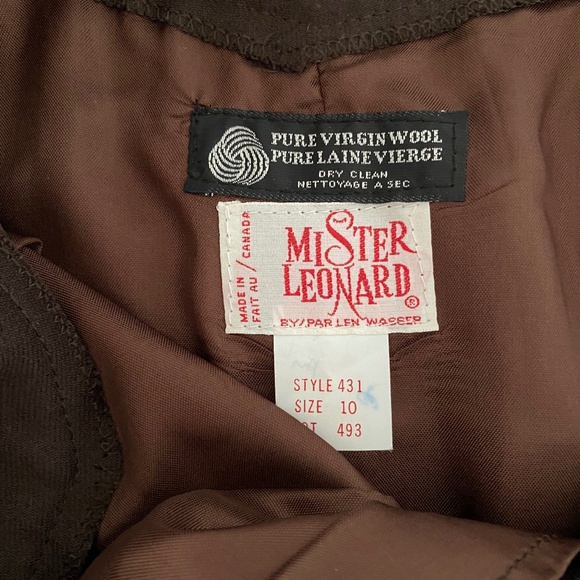 PURE VIRGIN WOOL
PURE LAINE VIERGE
DRY CLEAN
NETTOYAGE A SEC
MADE IN / CANADA
FAIT AU
MISTER
LEONARD ®
BY/PAR LEN WASSER
STYLE 431
SIZE 10
493